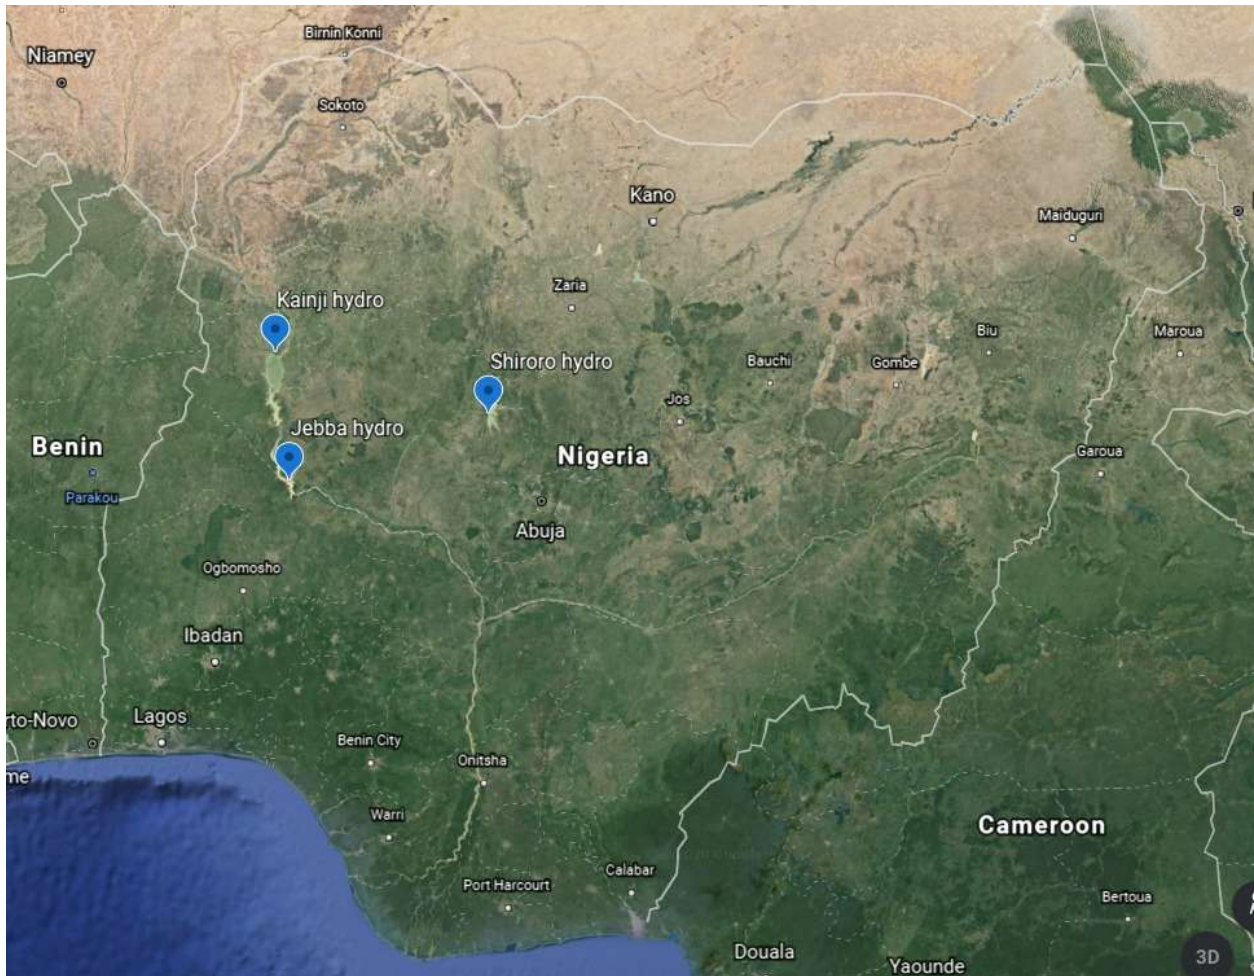 Birnin Konni
Niamey
Sokoto
Kano
Maiduguri
Zaria
Kainji hydro
Biu
Maroua
Shiroro hydro
Bauchi
Gombe
Jos
Jebba hydro
Benin
Nigeria
Garoua
Parakou
Abuja
Ogbomosho
Ibadan
rto-Novo
Lagos
Benin City
Onitsha
me
Warri
Cameroon
Calabar
Port Harcourt
Bertoua
Douala
Yaounde
3D